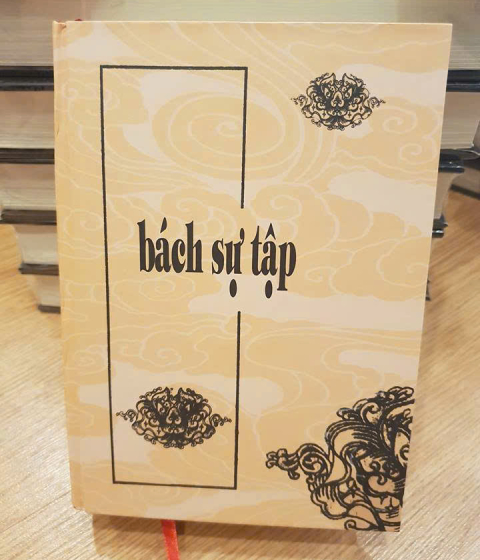 bách sự tập